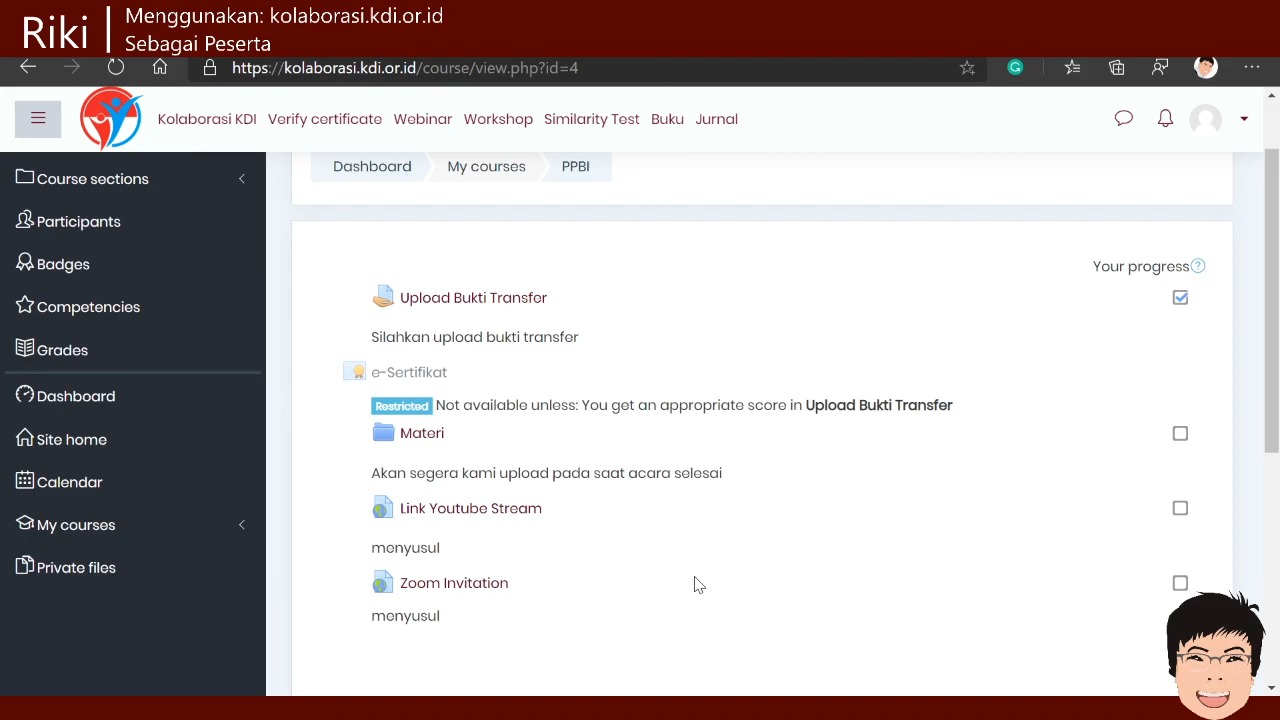 Riki
Menggunakan: kolaborasi.kdi.or.id
Sebagai Peserta
https://kolaborasi.kdi.or.id/course/view.php?id=4
Kolaborasi KDI Verify certificate Webinar Workshop Similarity Test Buku Jurnal
Course sections
Participants
Badges
Competencies
Grades
Dashboard
Site home
Calendar
My courses
Private files
Dashboard My courses PPBI
Your progress
Upload Bukti Transfer
Silahkan upload bukti transfer
e-Sertifikat
Restricted Not available unless: You get an appropriate score in Upload Bukti Transfer
Materi
Akan segera kami upload pada saat acara selesai
Link Youtube Stream
menyusul
Zoom Invitation
menyusul